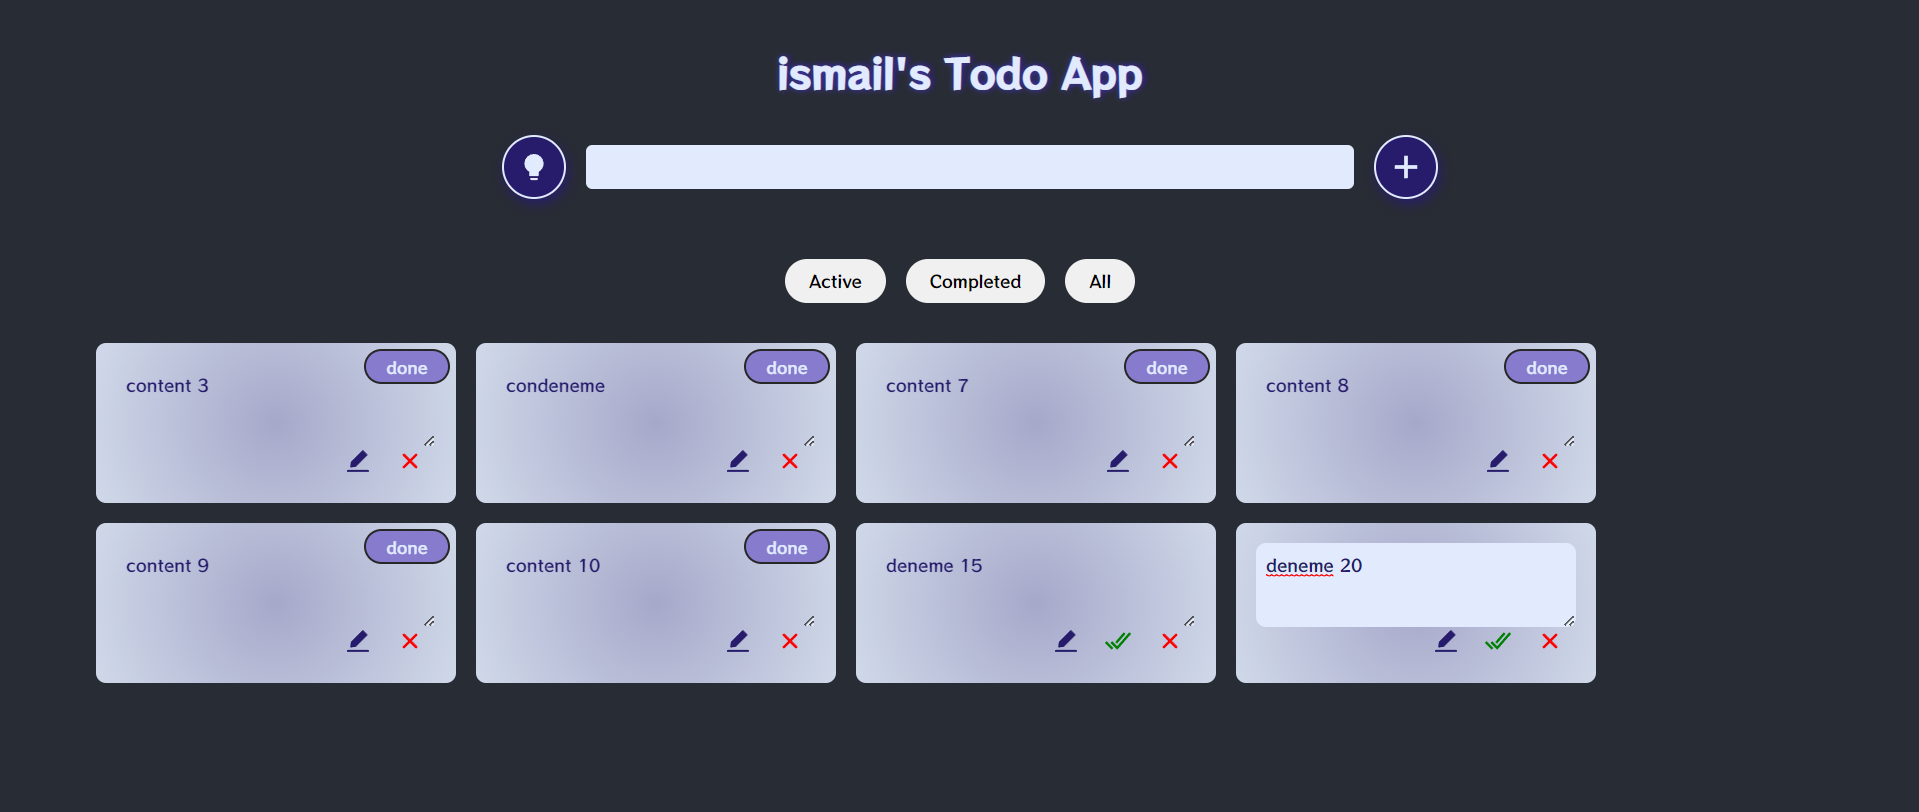 ismail's Todo App
Active
Completed
All
content 3
done
condeneme
done
content 7
done
content 8
done
content 9
done
content 10
done
deneme 15
deneme 20